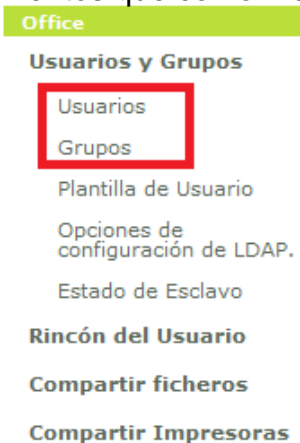 Office
Usuarios y Grupos
Usuarios
Grupos
Plantilla de Usuario
Opciones de
configuración de LDAP.
Estado de Esclavo
Rincón del Usuario
Compartir ficheros
Compartir Impresoras